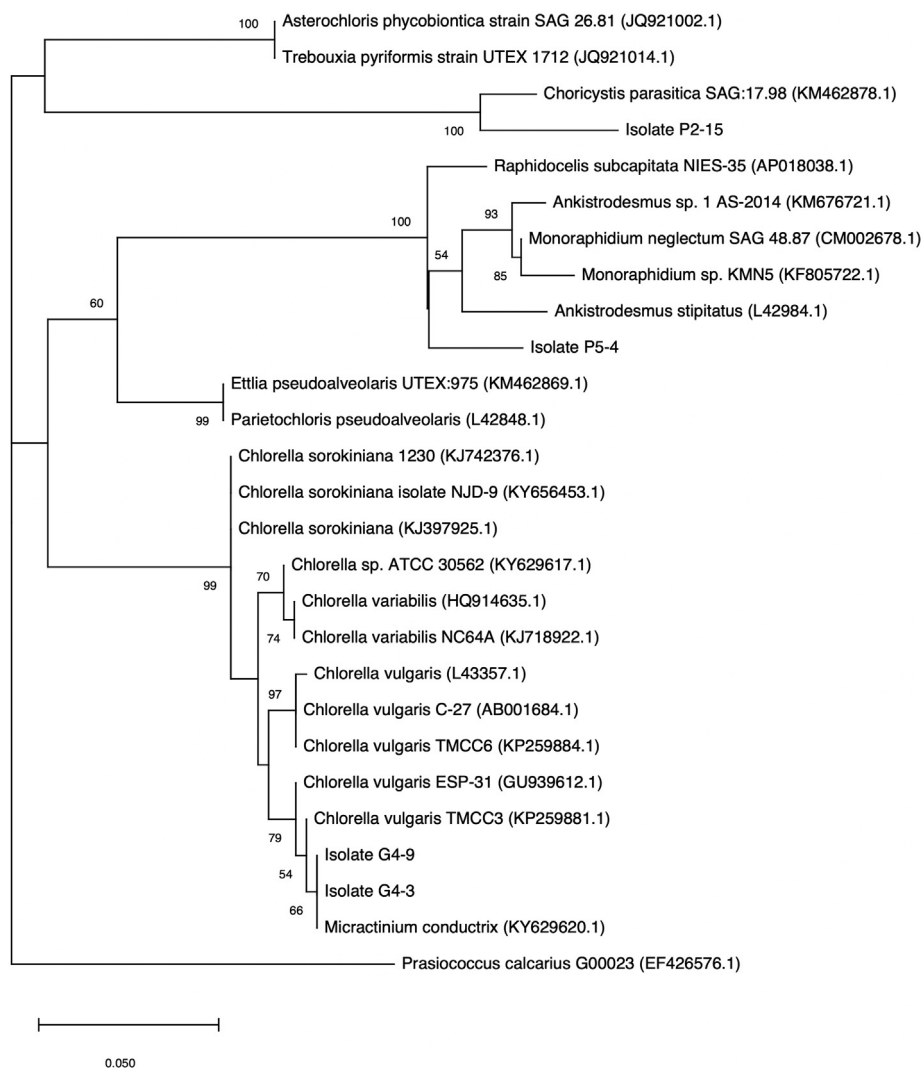 100
Asterochloris phycobiontica strain SAG 26.81 (JQ921002.1)
Trebouxia pyriformis strain UTEX 1712 (JQ921014.1)
Choricystis parasitica SAG:17.98 (KM462878.1)
100
Isolate P2-15
Raphidocelis subcapitata NIES-35 (AP018038.1)
Ankistrodesmus sp. 1 AS-2014 (KM676721.1)
93
100
Monoraphidium neglectum SAG 48.87 (CM002678.1)
54
85
Monoraphidium sp. KMN5 (KF805722.1)
60
Ankistrodesmus stipitatus (L42984.1)
Isolate P5-4
Ettlia pseudoalveolaris UTEX:975 (KM462869.1)
99
Parietochloris pseudoalveolaris (L42848.1)
Chlorella sorokiniana 1230 (KJ742376.1)
Chlorella sorokiniana isolate NJD-9 (KY656453.1)
Chlorella sorokiniana (KJ397925.1)
Chlorella sp. ATCC 30562 (KY629617.1)
70
99
Chlorella variabilis (HQ914635.1)
74
Chlorella variabilis NC64A (KJ718922.1)
Chlorella vulgaris (L43357.1)
97
Chlorella vulgaris C-27 (AB001684.1)
Chlorella vulgaris TMCC6 (KP259884.1)
Chlorella vulgaris ESP-31 (GU939612.1)
Chlorella vulgaris TMCC3 (KP259881.1)
79
Isolate G4-9
54
Isolate G4-3
66
Micractinium conductrix (KY629620.1)
Prasiococcus calcarius G00023 (EF426576.1)
0.050